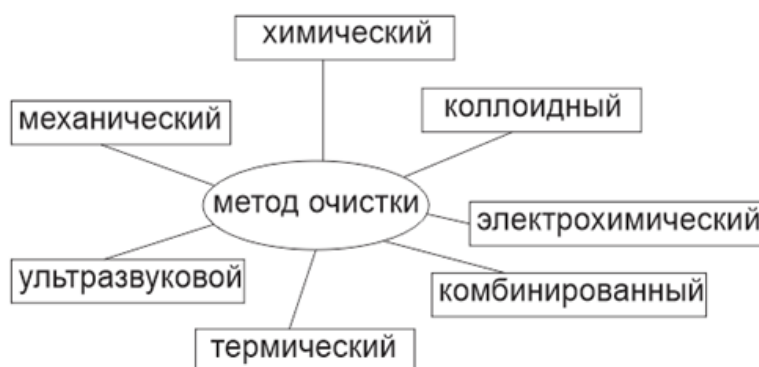 химический
коллоидный
механический
метод очистки
электрохимический
ультразвуковой
комбинированный
термический